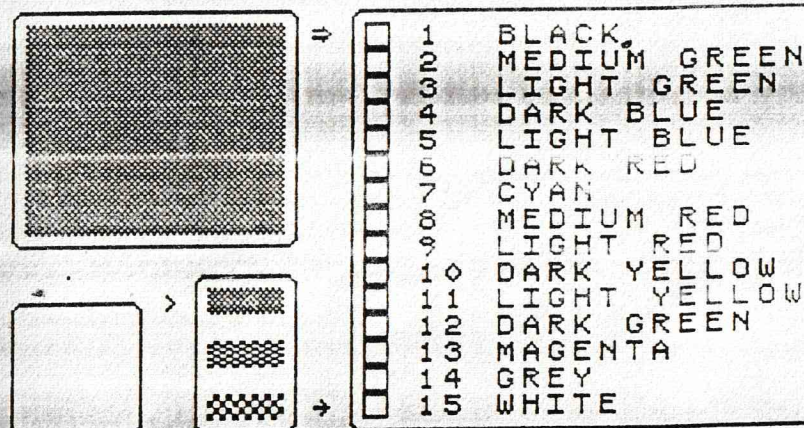 ⇒ 1 BLACK
2 MEDIUM GREEN
3 LIGHT GREEN
4 DARK BLUE
5 LIGHT BLUE
6 DARK RED
7 CYAN
8 MEDIUM RED
9 LIGHT RED
10 DARK YELLOW
> 11 LIGHT YELLOW
12 DARK GREEN
13 MAGENTA
14 GREY
→ 15 WHITE